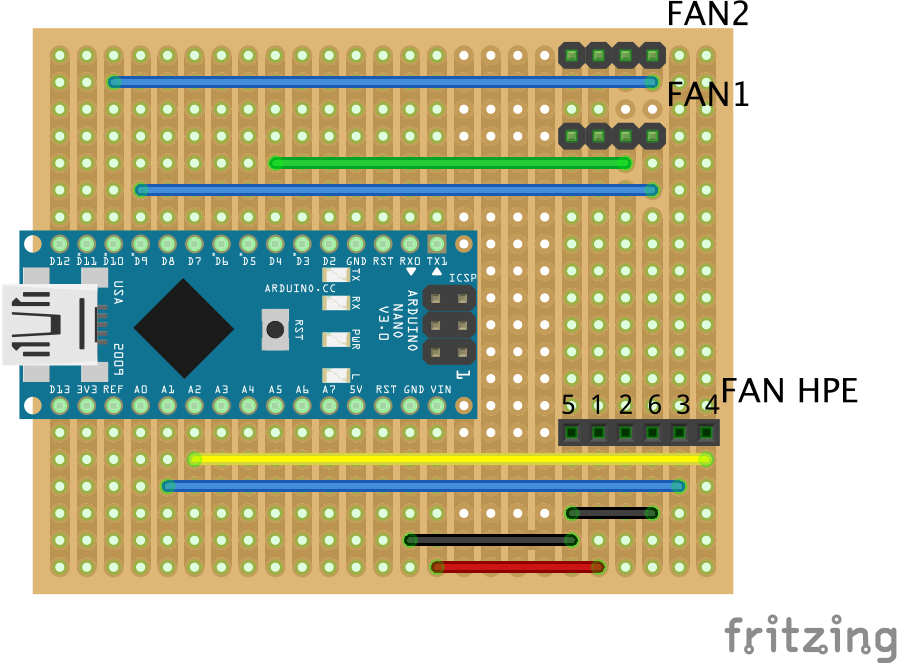 FAN2
FAN1
D12 D11 D10 D9 D8 D7 D6 D5 D4 D3 D2 GND RST RX0 TX1
ICSP
TX
RX
PWR
L
ARDUINO.CC
RST
ARDUINO
NANO
V3.0
USA
2009
1
D13 3V3 REF A0 A1 A2 A3 A4 A5 A6 A7 5V RST GND VIN
FAN HPE
5 1 2 6 3 4
fritzing